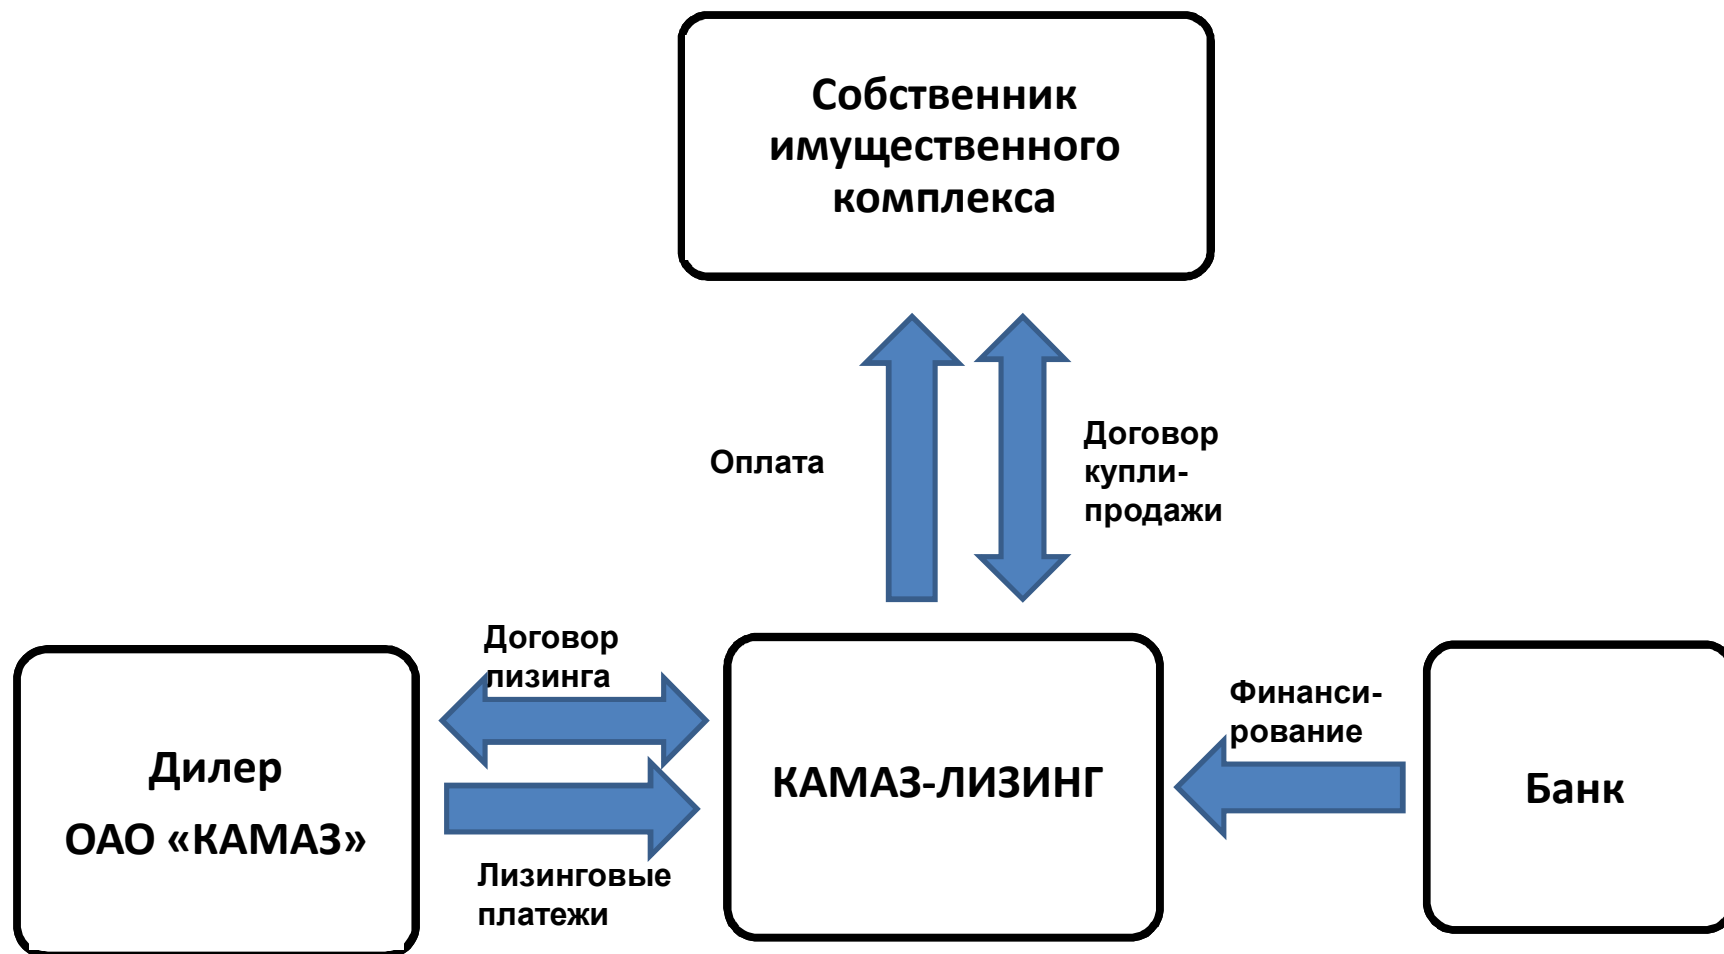 Собственник
имущественного
комплекса
Оплата
Договор
купли-
продажи
Договор
лизинга
Дилер
ОАО «КАМАЗ»
Лизинговые
платежи
КАМАЗ-ЛИЗИНГ
Финанси-
рование
Банк